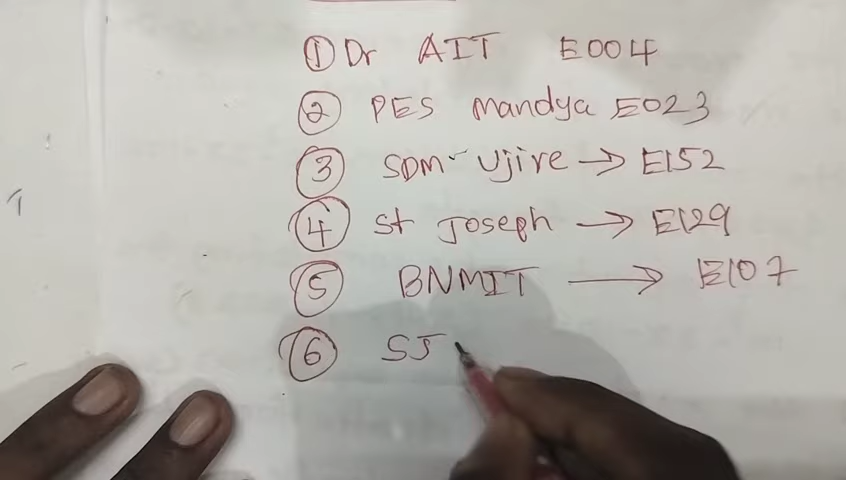 ① Dr AIT E004
② PES Mandya E023
③ SDM - Ujire → E152
④ St Joseph → E129
⑤ BNMIT → E107
⑥ SJ